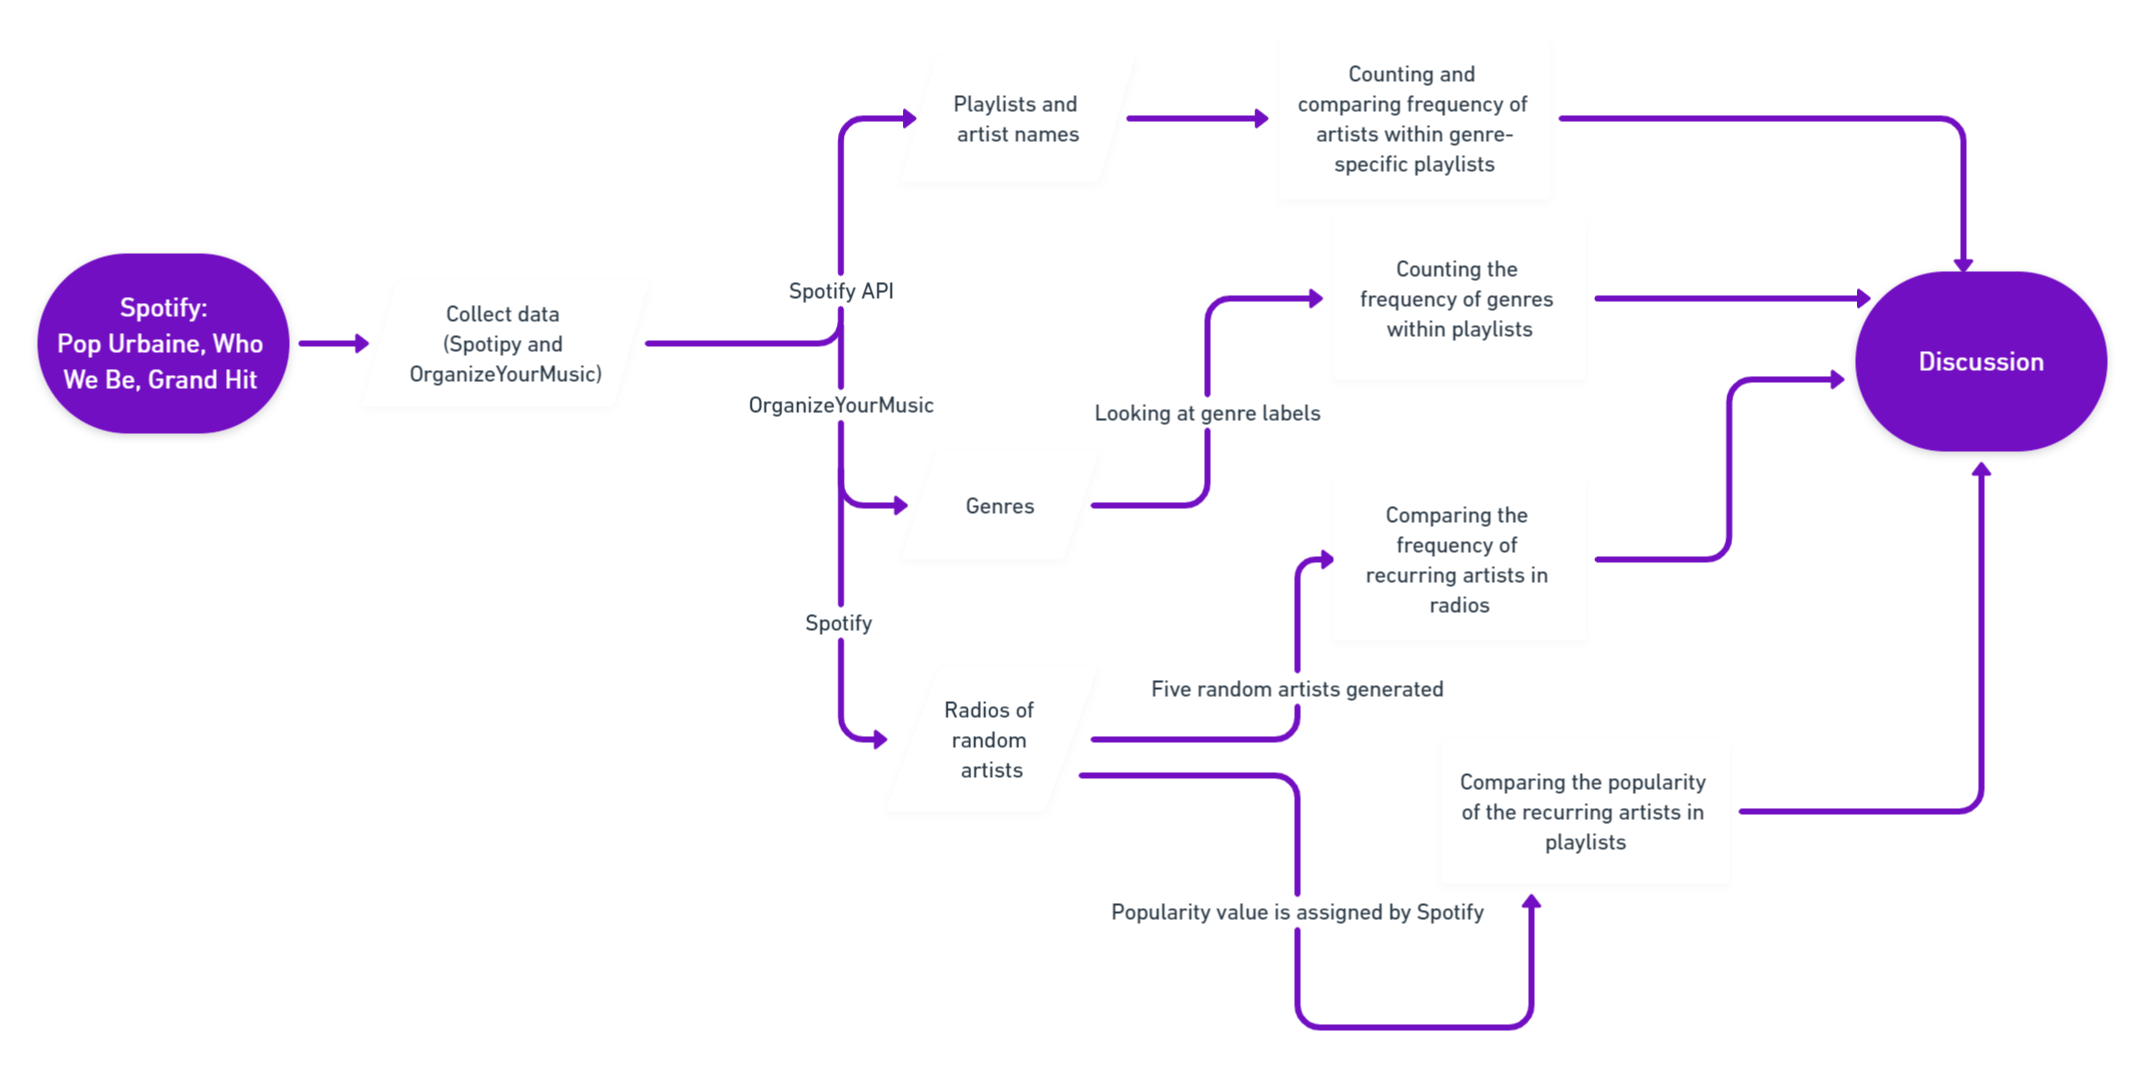 Spotify:
Pop Urbaine, Who
We Be, Grand Hit
Collect data
(Spotipy and
OrganizeYourMusic)
Spotify API
OrganizeYourMusic
Spotify
Playlists and
artist names
Counting and
comparing frequency of
artists within genre-
specific playlists
Genres
Looking at genre labels
Counting the
frequency of genres
within playlists
Radios of
random
artists
Five random artists generated
Comparing the
frequency of
recurring artists in
radios
Popularity value is assigned by Spotify
Comparing the popularity
of the recurring artists in
playlists
Discussion